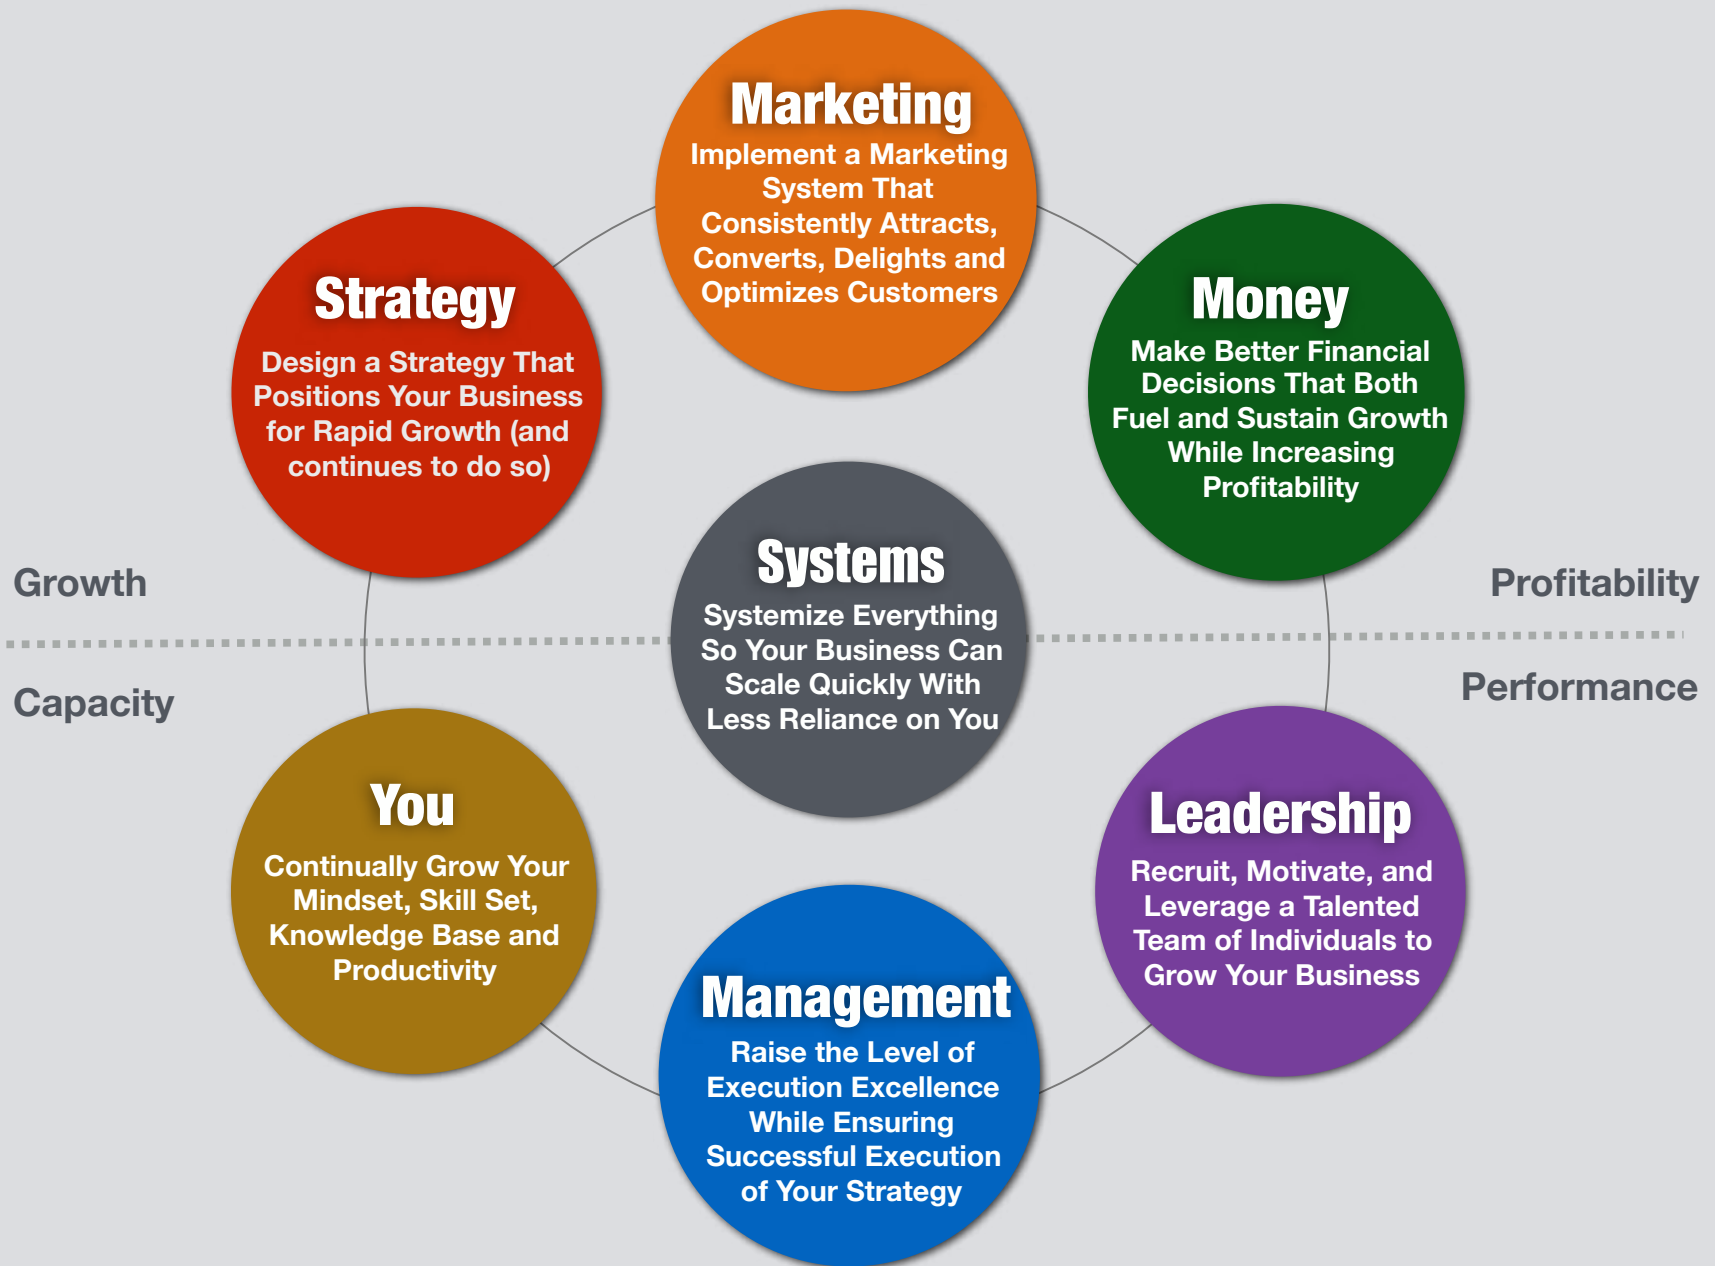 Marketing
Implement a Marketing
System That
Consistently Attracts,
Converts, Delights and
Optimizes Customers
Strategy
Design a Strategy That
Positions Your Business
for Rapid Growth (and
continues to do so)
Money
Make Better Financial
Decisions That Both
Fuel and Sustain Growth
While Increasing
Profitability
Systems
Systemize Everything
So Your Business Can
Scale Quickly With
Less Reliance on You
Growth
Profitability
Capacity
Performance
You
Continually Grow Your
Mindset, Skill Set,
Knowledge Base and
Productivity
Leadership
Recruit, Motivate, and
Leverage a Talented
Team of Individuals to
Grow Your Business
Management
Raise the Level of
Execution Excellence
While Ensuring
Successful Execution
of Your Strategy